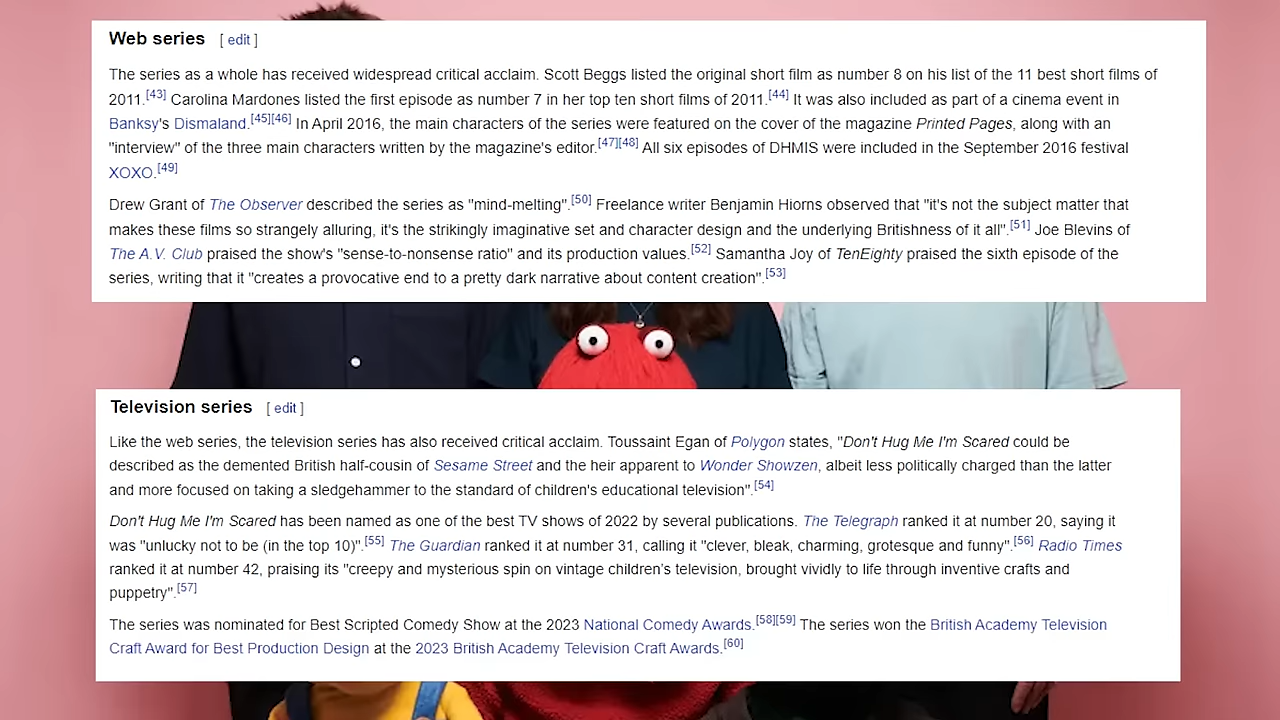 Web series [ edit ]
The series as a whole has received widespread critical acclaim. Scott Beggs listed the original short film as number 8 on his list of the 11 best short films of
2011.[43] Carolina Mardones listed the first episode as number 7 in her top ten short films of 2011.[44] It was also included as part of a cinema event in
Banksy's Dismaland.[45][46] In April 2016, the main characters of the series were featured on the cover of the magazine Printed Pages, along with an
"interview" of the three main characters written by the magazine's editor.[47][48] All six episodes of DHMIS were included in the September 2016 festival
XOXO.[49]
Drew Grant of The Observer described the series as "mind-melting".[50] Freelance writer Benjamin Hiorns observed that "it's not the subject matter that
makes these films so strangely alluring, it's the strikingly imaginative set and character design and the underlying Britishness of it all".[51] Joe Blevins of
The A.V. Club praised the show's "sense-to-nonsense ratio" and its production values.[52] Samantha Joy of TenEighty praised the sixth episode of the
series, writing that it "creates a provocative end to a pretty dark narrative about content creation".[53]
Television series [ edit ]
Like the web series, the television series has also received critical acclaim. Toussaint Egan of Polygon states, "Don't Hug Me I'm Scared could be
described as the demented British half-cousin of Sesame Street and the heir apparent to Wonder Showzen, albeit less politically charged than the latter
and more focused on taking a sledgehammer to the standard of children's educational television".[54]
Don't Hug Me I'm Scared has been named as one of the best TV shows of 2022 by several publications. The Telegraph ranked it at number 20, saying it
was "unlucky not to be (in the top 10)".[55] The Guardian ranked it at number 31, calling it "clever, bleak, charming, grotesque and funny".[56] Radio Times
ranked it at number 42, praising its "creepy and mysterious spin on vintage children's television, brought vividly to life through inventive crafts and
puppetry".[57]
The series was nominated for Best Scripted Comedy Show at the 2023 National Comedy Awards.[58][59] The series won the British Academy Television
Craft Award for Best Production Design at the 2023 British Academy Television Craft Awards.[60]